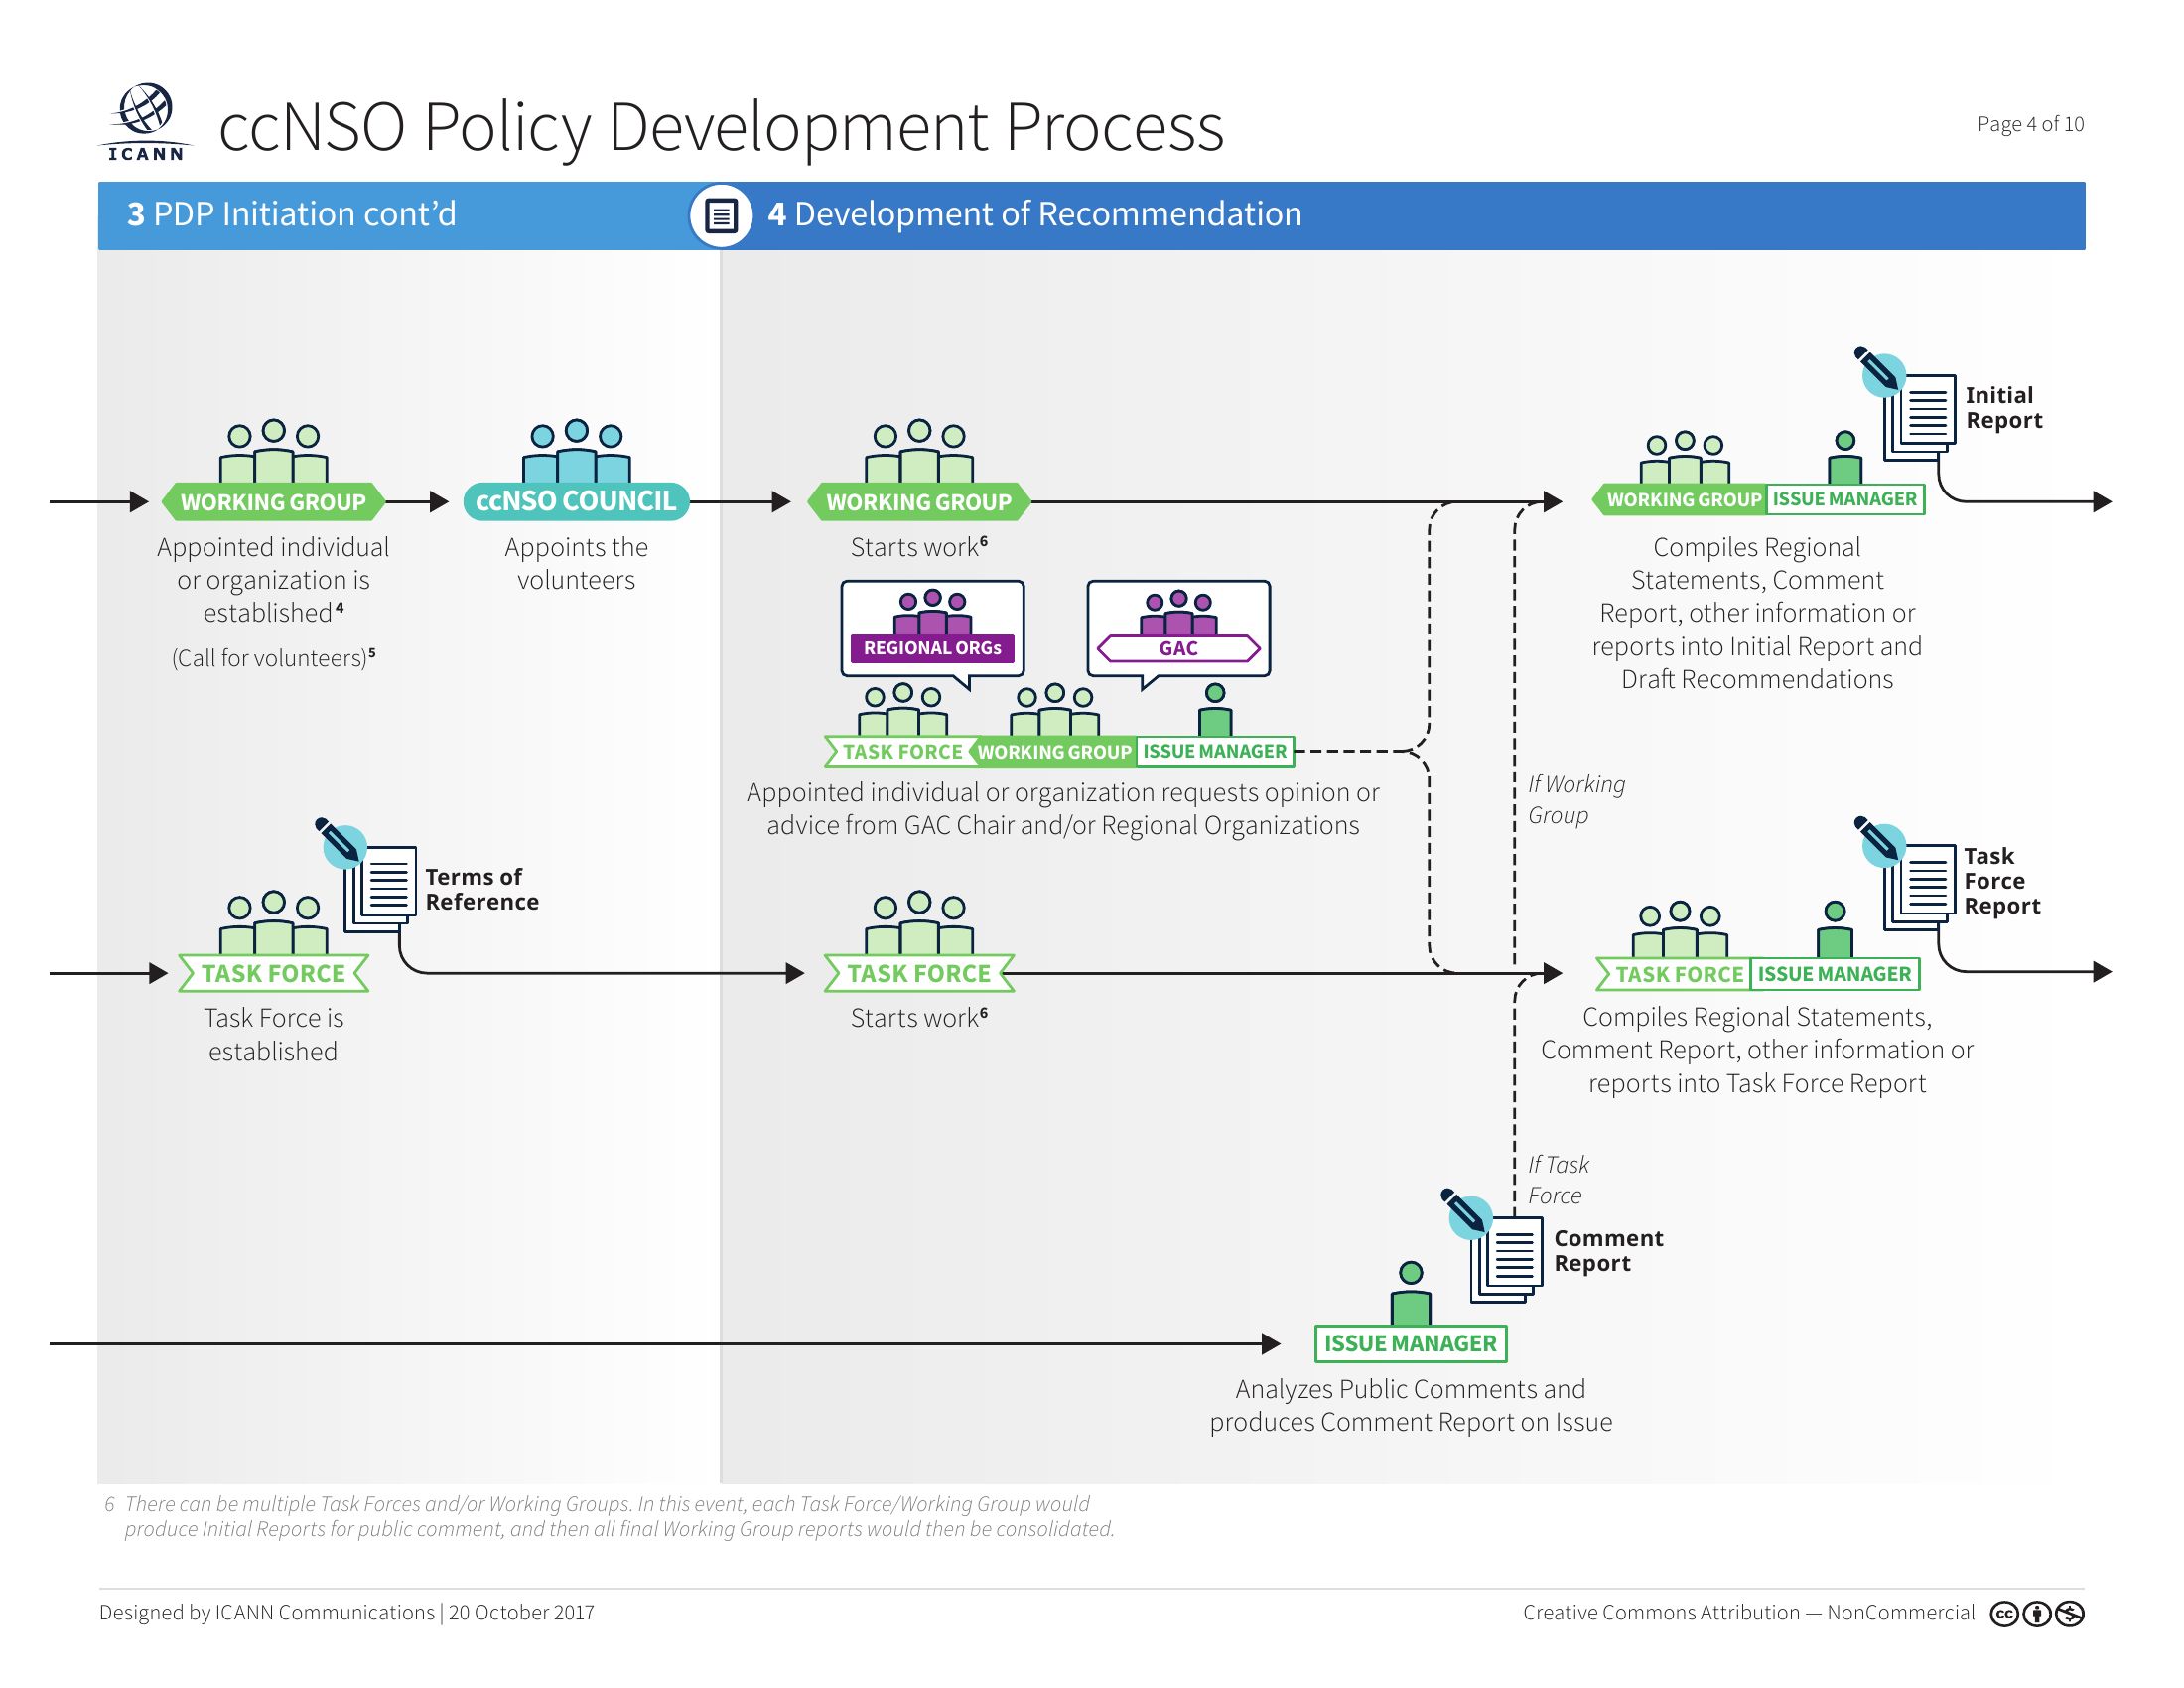 ICANN
ccNSO Policy Development Process
Page 4 of 10
3 PDP Initiation cont’d
4 Development of Recommendation
WORKING GROUP
Appointed individual
or organization is
established⁴
(Call for volunteers)⁵
ccNSO COUNCIL
Appoints the
volunteers
WORKING GROUP
Starts work⁶
REGIONAL ORGs
GAC
TASK FORCE
WORKING GROUP
ISSUE MANAGER
Appointed individual or organization requests opinion or
advice from GAC Chair and/or Regional Organizations
If Working
Group
Initial
Report
WORKING GROUP
ISSUE MANAGER
Compiles Regional
Statements, Comment
Report, other information or
reports into Initial Report and
Draft Recommendations
Terms of
Reference
TASK FORCE
Task Force is
established
TASK FORCE
Starts work⁶
Task
Force
Report
TASK FORCE
ISSUE MANAGER
Compiles Regional Statements,
Comment Report, other information or
reports into Task Force Report
If Task
Force
Comment
Report
ISSUE MANAGER
Analyzes Public Comments and
produces Comment Report on Issue
6 There can be multiple Task Forces and/or Working Groups. In this event, each Task Force/Working Group would
produce Initial Reports for public comment, and then all final Working Group reports would then be consolidated.
Designed by ICANN Communications | 20 October 2017
Creative Commons Attribution — NonCommercial
cc